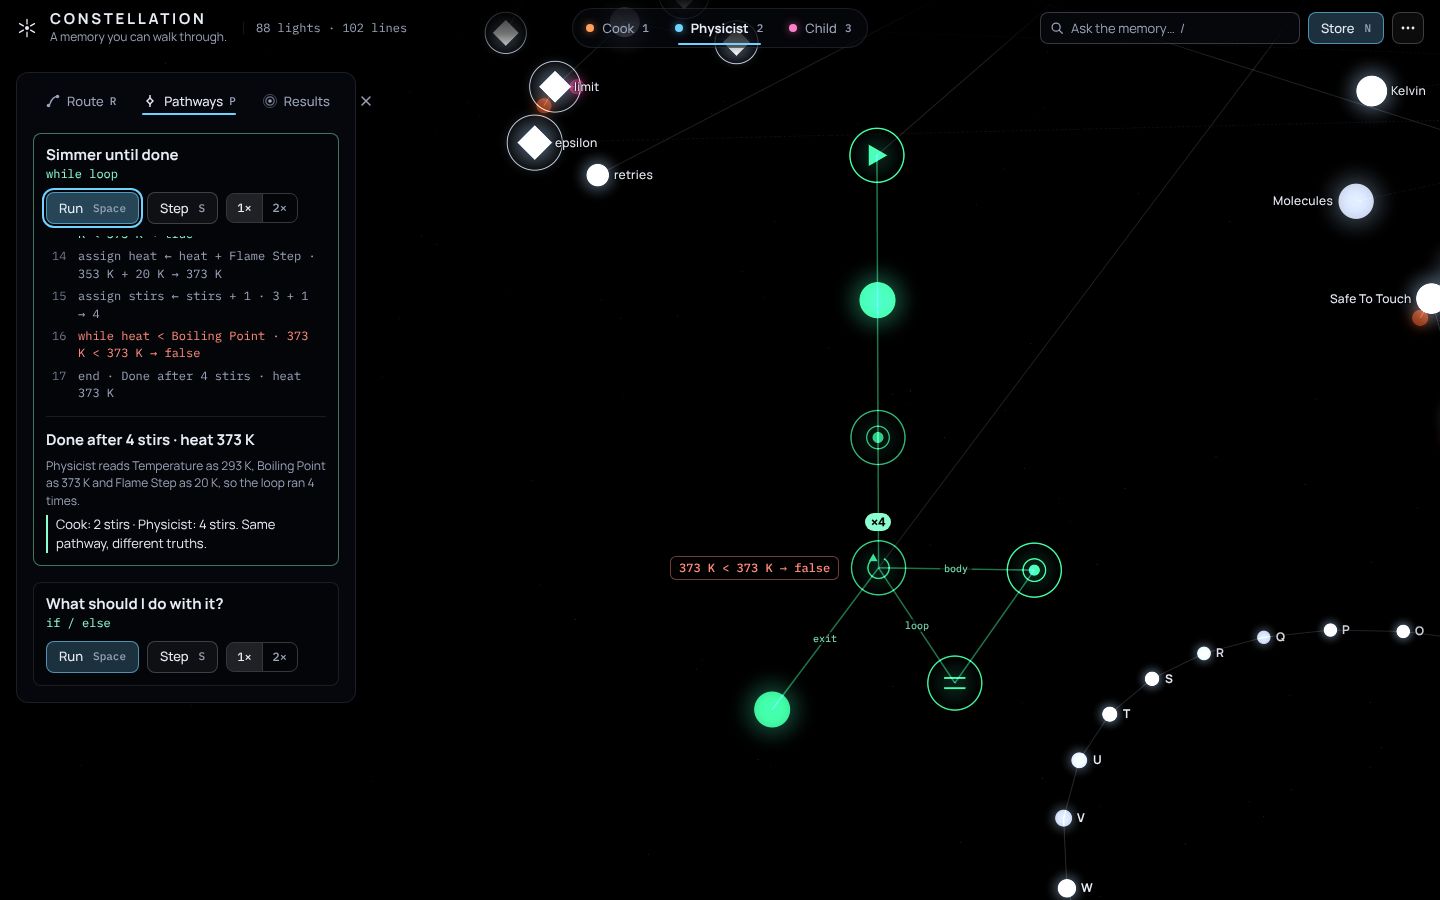 CONSTELLATION
A memory you can walk through.
88 lights · 102 lines
Cook 1
Physicist 2
Child 3
Ask the memory… /
Store N
Route R
Pathways P
Results
Simmer until done
while loop
Run Space
Step S
1×
2×
14 assign heat ← heat + Flame Step ·
353 K + 20 K → 373 K
15 assign stirs ← stirs + 1 · 3 + 1
→ 4
16 while heat < Boiling Point · 373
K < 373 K → false
17 end · Done after 4 stirs · heat
373 K
Done after 4 stirs · heat 373 K
Physicist reads Temperature as 293 K, Boiling Point
as 373 K and Flame Step as 20 K, so the loop ran 4
times.
Cook: 2 stirs · Physicist: 4 stirs. Same
pathway, different truths.
What should I do with it?
if / else
Run Space
Step S
1×
2×
limit
epsilon
retries
×4
373 K < 373 K → false
body
loop
exit
Kelvin
Molecules
Safe To Touch
O
P
Q
R
S
T
U
V
W